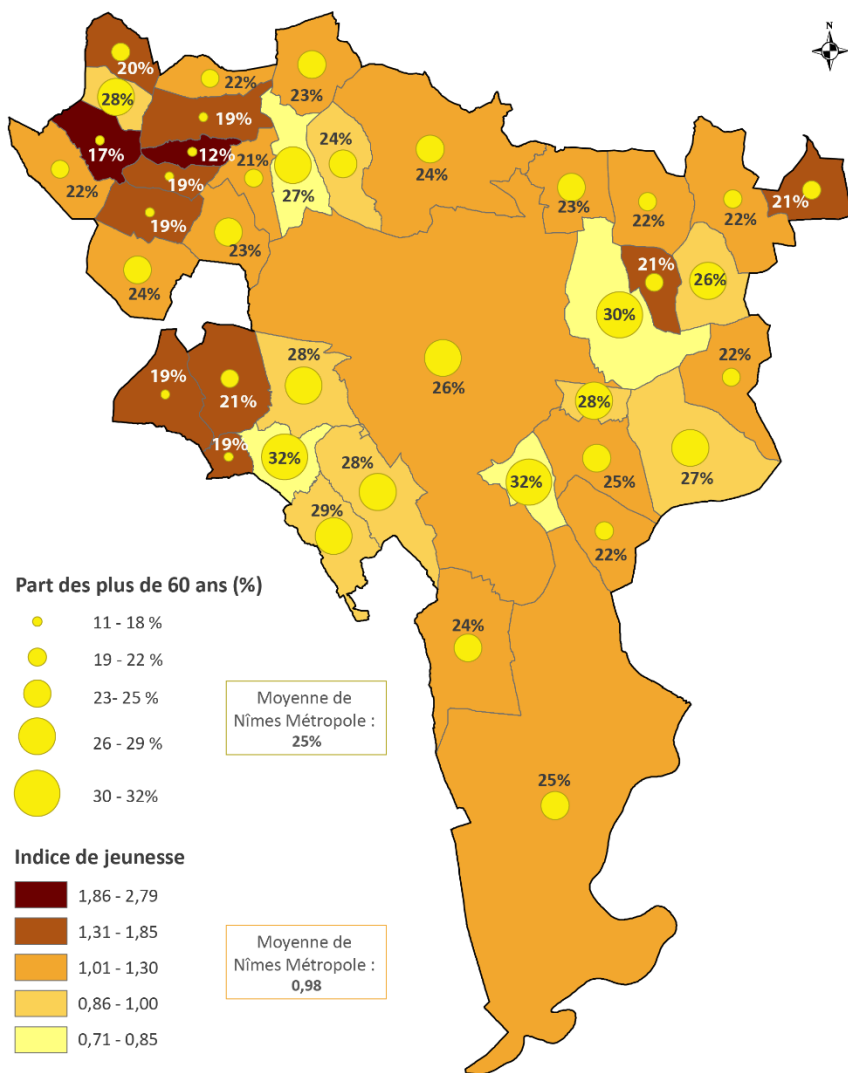 N
20%
22%
23%
28%
19%
24%
17%
12%
21%
24%
22%
19%
27%
23%
22%
22%
21%
19%
23%
21%
26%
24%
30%
28%
22%
19%
21%
26%
28%
19%
32%
28%
32%
25%
27%
29%
22%
Part des plus de 60 ans (%)
11 - 18 %
24%
19 - 22 %
23- 25 %
Moyenne de
Nîmes Métropole :
25%
26 - 29 %
30 - 32%
25%
Indice de jeunesse
1,86 - 2,79
1,31 - 1,85
1,01 - 1,30
0,86 - 1,00
0,71 - 0,85
Moyenne de
Nîmes Métropole :
0,98